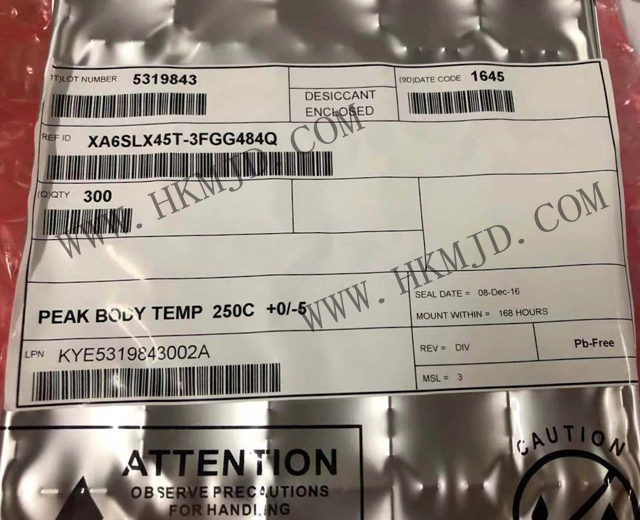 (1T)LOT NUMBER 5319843
DESICCANT ENCLOSED
(9D)DATE CODE 1645
REF ID XA6SLX45T-3FGG484Q
(Q)QTY 300
WWW.HKMJD.COM
WWW.HKMJD.COM
PEAK BODY TEMP 250C +0/-5
SEAL DATE = 08-Dec-16
MOUNT WITHIN = 168 HOURS
LPN KYE5319843002A
REV = DIV
Pb-Free
MSL = 3
ATTENTION
OBSERVE PRECAUTIONS
FOR HANDLING
CAUTION